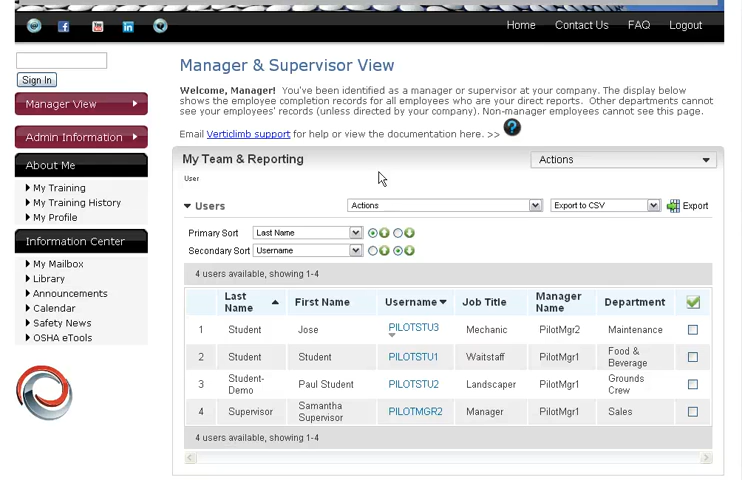 Home Contact Us FAQ Logout
Sign In
Manager View
Admin Information
About Me
My Training
My Training History
My Profile
Information Center
My Mailbox
Library
Announcements
Calendar
Safety News
OSHA eTools
Manager & Supervisor View
Welcome, Manager! You've been identified as a manager or supervisor at your company. The display below
shows the employee completion records for all employees who are your direct reports. Other departments cannot
see your employees' records (unless directed by your company). Non-manager employees cannot see this page.
Email Verticlimb support for help or view the documentation here. >> ?
My Team & Reporting Actions
User
Users Actions Export to CSV Export
Primary Sort Last Name
Secondary Sort Username
4 users available, showing 1-4
Last Name First Name Username Job Title Manager Name Department
1 Student Jose PILOTSTU3 Mechanic PilotMgr2 Maintenance
2 Student Student PILOTSTU1 Waitstaff PilotMgr1 Food & Beverage
3 Student-Demo Paul Student PILOTSTU2 Landscaper PilotMgr1 Grounds Crew
4 Supervisor Samantha Supervisor PILOTMGR2 Manager PilotMgr1 Sales
4 users available, showing 1-4